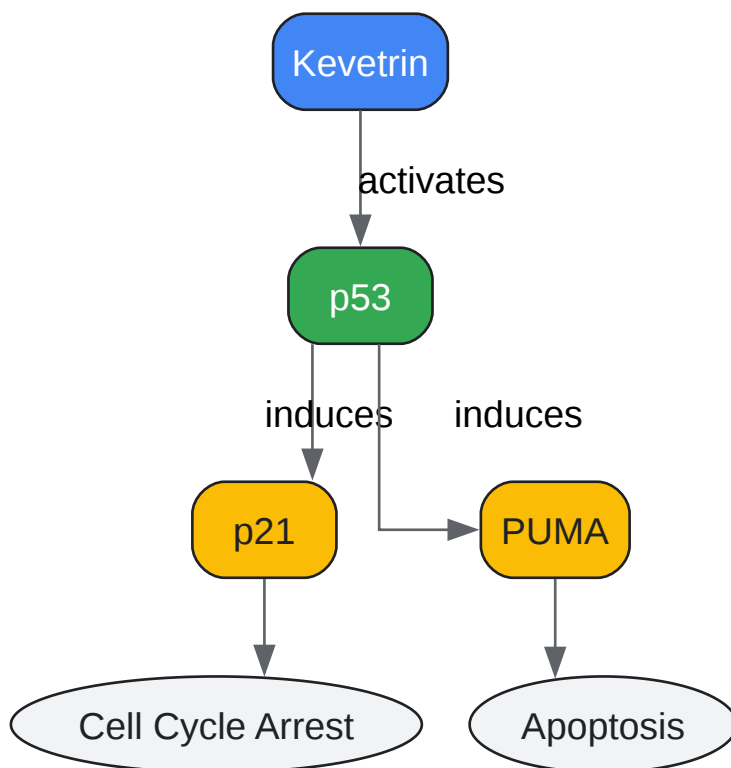 Kevetrin
activates
p53
induces
induces
p21
PUMA
Cell Cycle Arrest
Apoptosis